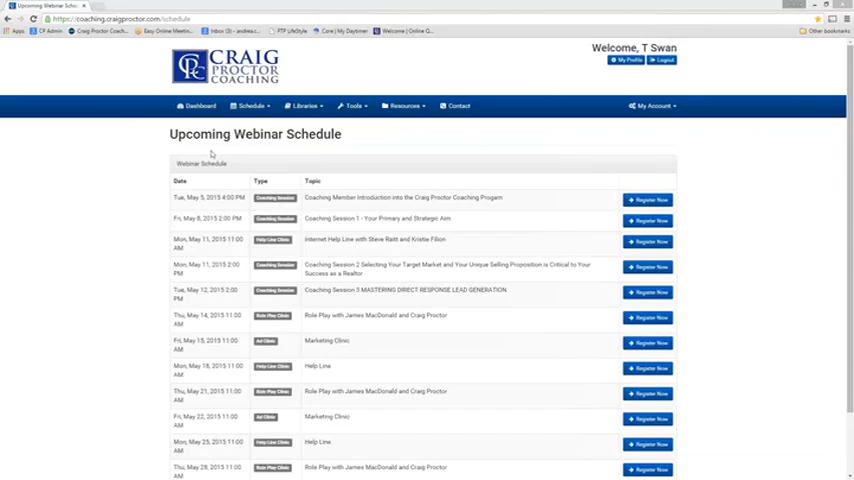 Upcoming Webinar Sche
https://coaching.craigproctor.com/schedule
Apps CP Admin Craig Proctor Coach... Easy Online Meetin... Inbox (3) - andrea.c... PTP LifeStyle Core | My Daytimer Welcome | Online Q... Other bookmarks
CRAIG PROCTOR COACHING
Welcome, T Swan
My Profile Logout
Dashboard Schedule Libraries Tools Resources Contact My Account
Upcoming Webinar Schedule
Webinar Schedule
Date Type Topic
Tue, May 5, 2015 4:00 PM Coaching Session Coaching Member Introduction into the Craig Proctor Coaching Progam Register Now
Fri, May 8, 2015 2:00 PM Coaching Session Coaching Session 1 - Your Primary and Strategic Aim Register Now
Mon, May 11, 2015 11:00 AM Help Line Clinic Internet Help Line with Steve Raitt and Kristie Filion Register Now
Mon, May 11, 2015 2:00 PM Coaching Session Coaching Session 2 Selecting Your Target Market and Your Unique Selling Proposition is Critical to Your Success as a Realtor Register Now
Tue, May 12, 2015 2:00 PM Coaching Session Coaching Session 3 MASTERING DIRECT RESPONSE LEAD GENERATION Register Now
Thu, May 14, 2015 11:00 AM Role Play Clinic Role Play with James MacDonald and Craig Proctor Register Now
Fri, May 15, 2015 11:00 AM Ad Clinic Marketing Clinic Register Now
Mon, May 18, 2015 11:00 AM Help Line Clinic Help Line Register Now
Thu, May 21, 2015 11:00 AM Role Play Clinic Role Play with James MacDonald and Craig Proctor Register Now
Fri, May 22, 2015 11:00 AM Ad Clinic Marketing Clinic Register Now
Mon, May 25, 2015 11:00 AM Help Line Clinic Help Line Register Now
Thu, May 28, 2015 11:00 AM Role Play Clinic Role Play with James MacDonald and Craig Proctor Register Now